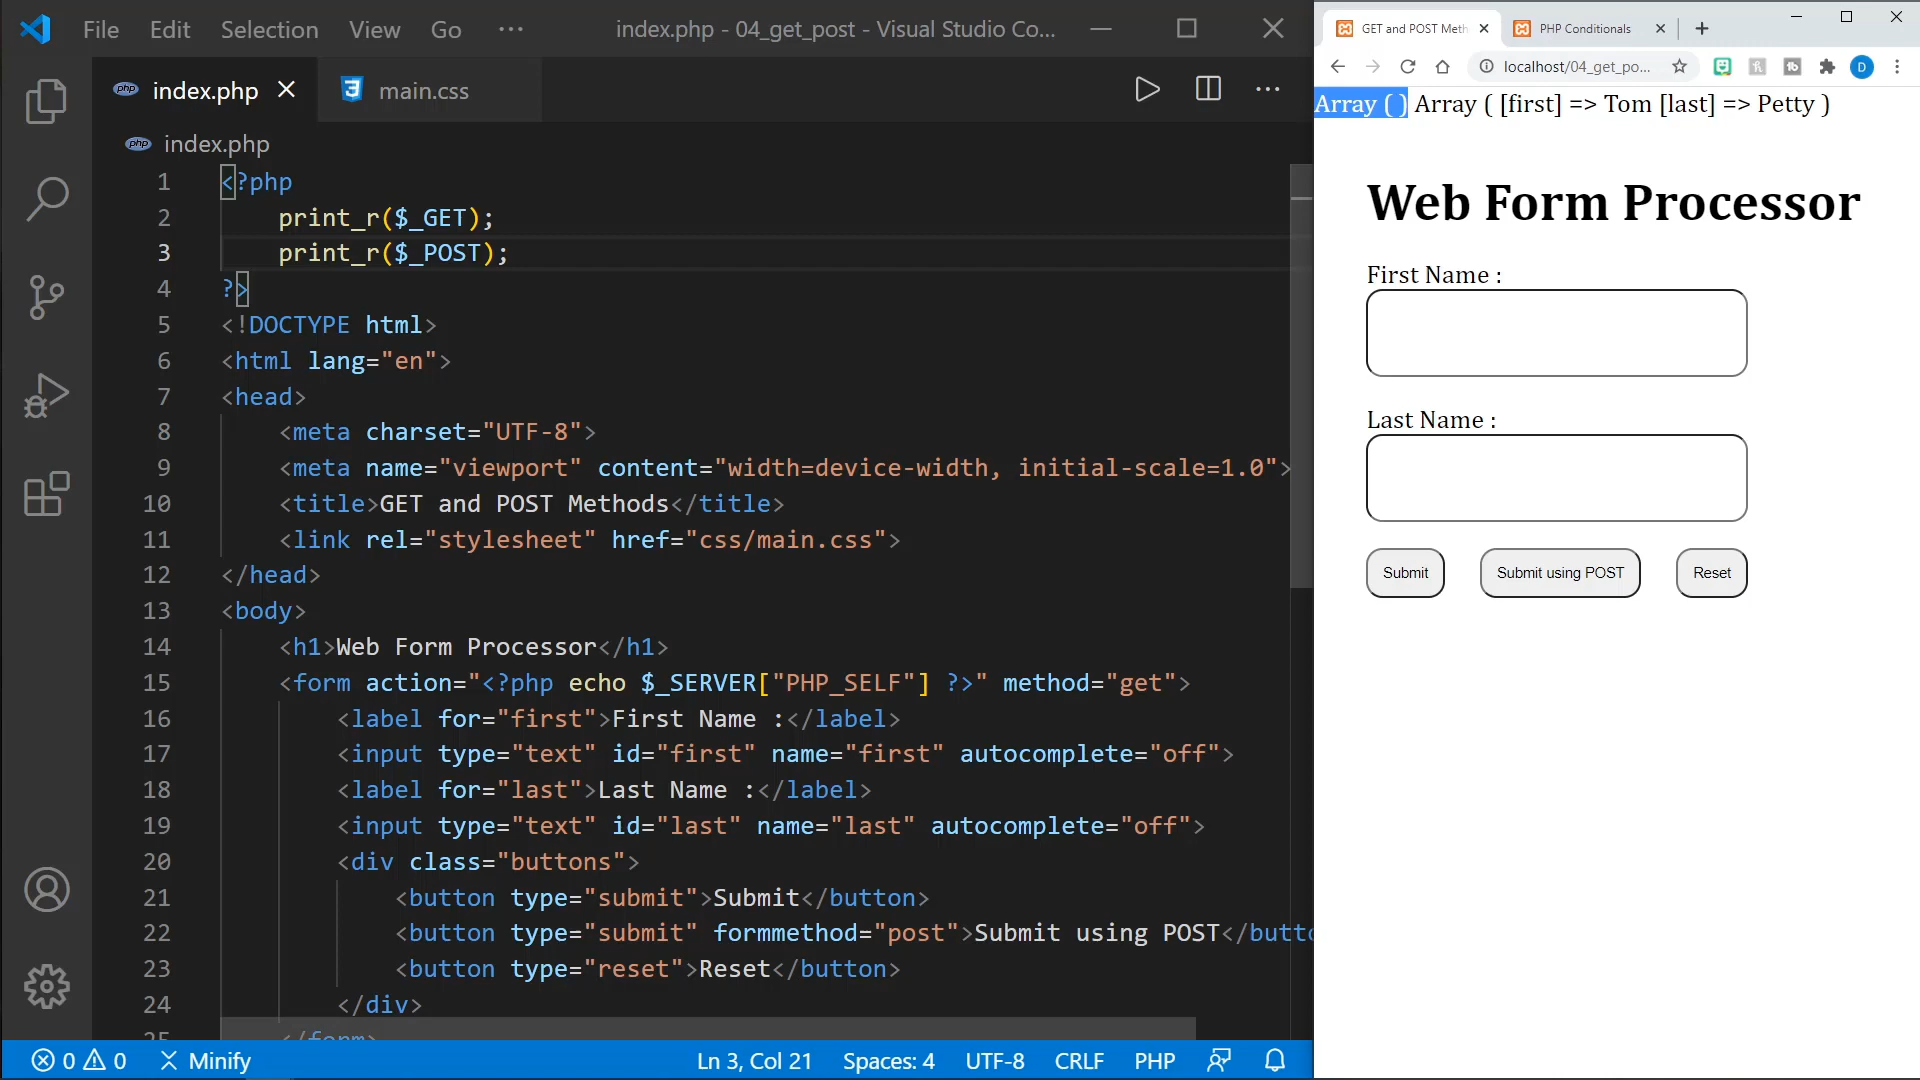 File Edit Selection View Go ··· index.php - 04_get_post - Visual Studio Co...
index.php main.css
index.php
1 <?php
2 print_r($_GET);
3 print_r($_POST);
4 ?>
5 <!DOCTYPE html>
6 <html lang="en">
7 <head>
8 <meta charset="UTF-8">
9 <meta name="viewport" content="width=device-width, initial-scale=1.0">
10 <title>GET and POST Methods</title>
11 <link rel="stylesheet" href="css/main.css">
12 </head>
13 <body>
14 <h1>Web Form Processor</h1>
15 <form action="<?php echo $_SERVER["PHP_SELF"] ?>" method="get">
16 <label for="first">First Name :</label>
17 <input type="text" id="first" name="first" autocomplete="off">
18 <label for="last">Last Name :</label>
19 <input type="text" id="last" name="last" autocomplete="off">
20 <div class="buttons">
21 <button type="submit">Submit</button>
22 <button type="submit" formmethod="post">Submit using POST</butto
23 <button type="reset">Reset</button>
24 </div>
25 </form>
0 0 Minify Ln 3, Col 21 Spaces: 4 UTF-8 CRLF PHP
GET and POST Meth PHP Conditionals
localhost/04_get_po... D
Array ( ) Array ( [first] => Tom [last] => Petty )
Web Form Processor
First Name :
Last Name :
Submit Submit using POST Reset